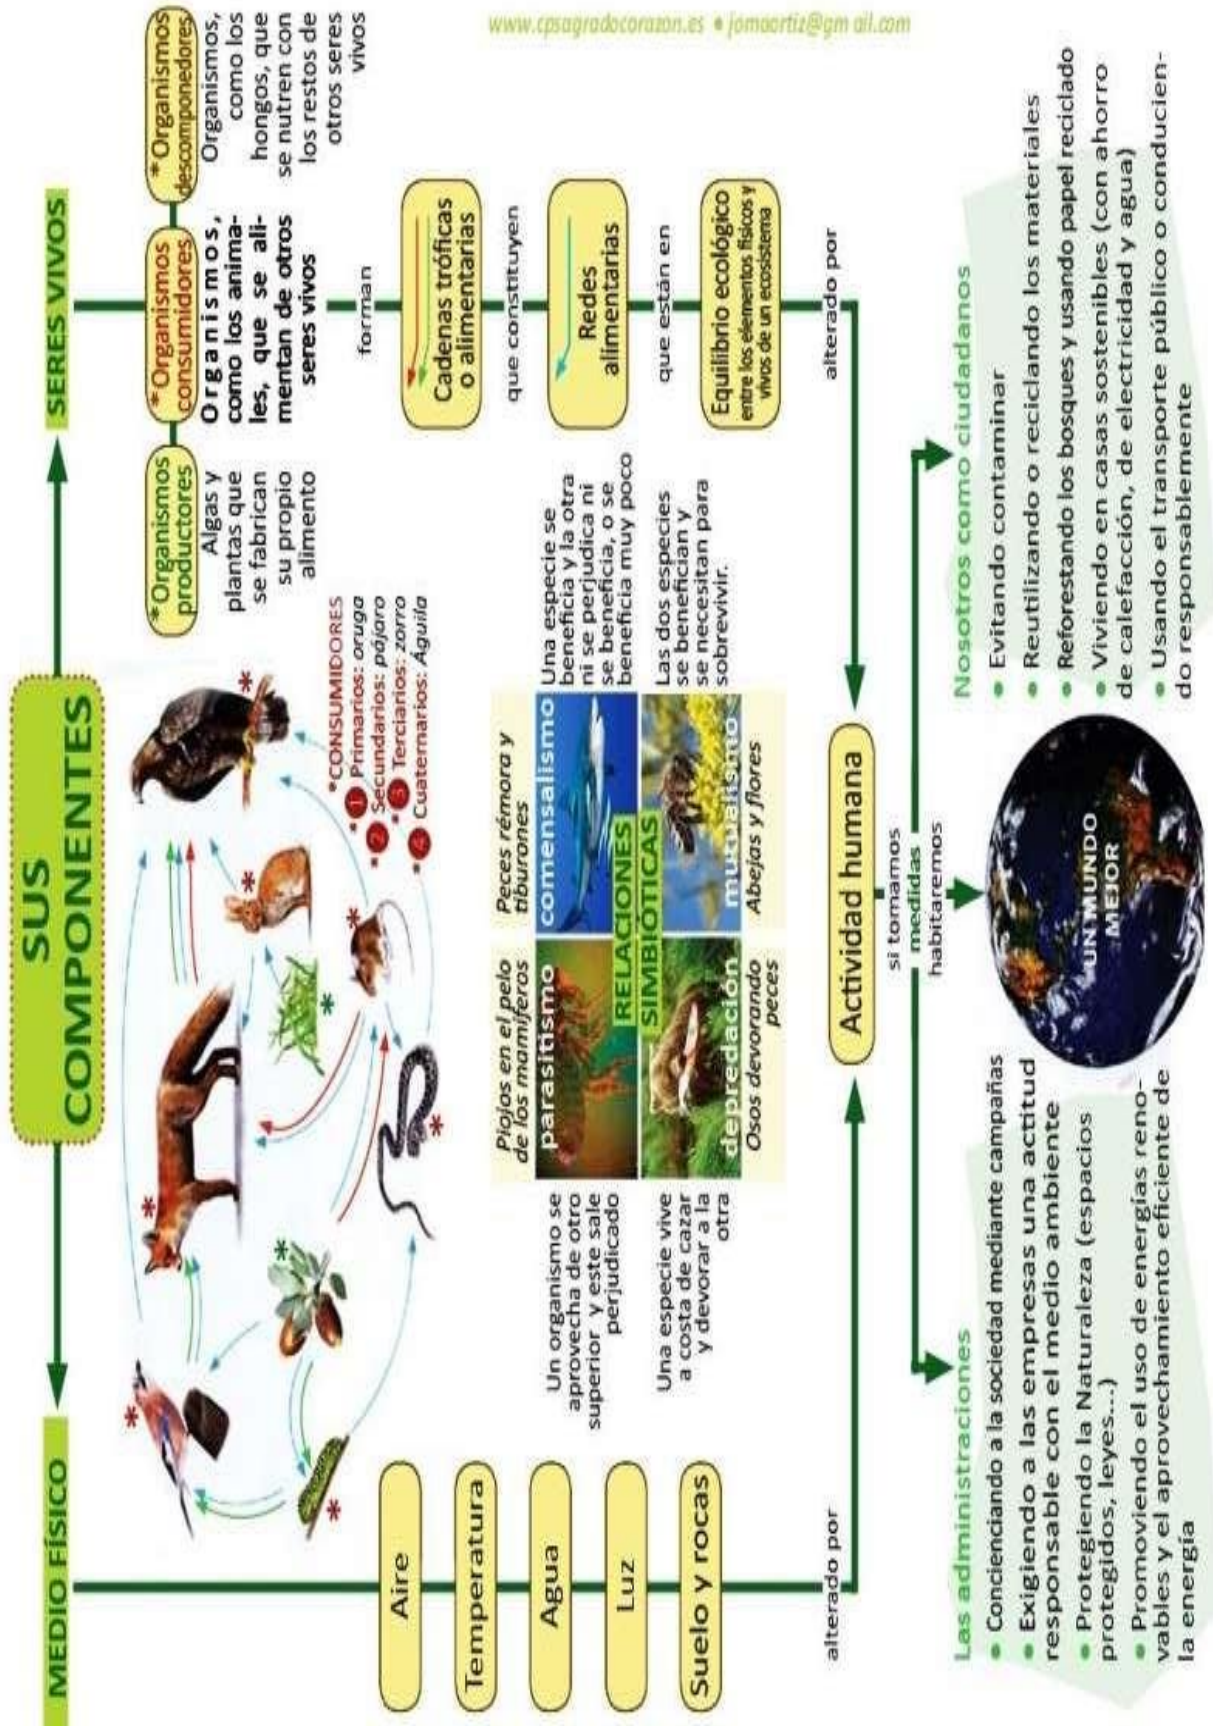 SUS
COMPONENTES
MEDIO FÍSICO
SERES VIVOS
*Organismos
productores
Algas y
plantas que
se fabrican
su propio
alimento
*Organismos
consumidores
Organismos,
como los anima-
les, que se ali-
mentan de otros
seres vivos
*Organismos
descomponedores
Organismos,
como los
hongos, que
se nutren con
los restos de
otros seres
vivos
*CONSUMIDORES
1 Primarios: oruga
2 Secundarios: pájaro
3 Terciarios: zorro
4 Cuaternarios: Águila
forman
Cadenas tróficas
o alimentarias
que constituyen
Redes
alimentarias
que están en
Equilibrio ecológico
entre los elementos físicos y
vivos de un ecosistema
alterado por
Aire
Temperatura
Agua
Luz
Suelo y rocas
alterado por
Piojos en el pelo
de los mamíferos
parasitismo
Un organismo se
aprovecha de otro
superior y este sale
perjudicado
Peces rémora y
tiburones
comensalismo
Una especie se
beneficia y la otra
ni se perjudica ni
se beneficia, o se
beneficia muy poco
RELACIONES
SIMBIÓTICAS
depredación
Osos devorando
peces
Una especie vive
a costa de cazar
y devorar a la
otra
mutualismo
Abejas y flores
Las dos especies
se benefician y
se necesitan para
sobrevivir.
Actividad humana
si tomamos
medidas
habitaremos
UN MUNDO
MEJOR
Las administraciones
• Concienciando a la sociedad mediante campañas
• Exigiendo a las empresas una actitud
responsable con el medio ambiente
• Protegiendo la Naturaleza (espacios
protegidos, leyes...)
• Promoviendo el uso de energías reno-
vables y el aprovechamiento eficiente de
la energía
Nosotros como ciudadanos
• Evitando contaminar
• Reutilizando o reciclando los materiales
• Reforestando los bosques y usando papel reciclado
• Viviendo en casas sostenibles (con ahorro
de calefacción, de electricidad y agua)
• Usando el transporte público o conducien-
do responsablemente
www.cpsagradocorazon.es • jomaortiz@gmail.com